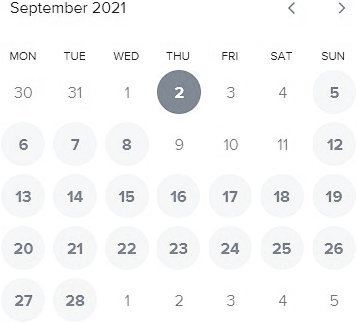 September 2021
MON TUE WED THU FRI SAT SUN
30 31 1 2 3 4 5
6 7 8 9 10 11 12
13 14 15 16 17 18 19
20 21 22 23 24 25 26
27 28 1 2 3 4 5